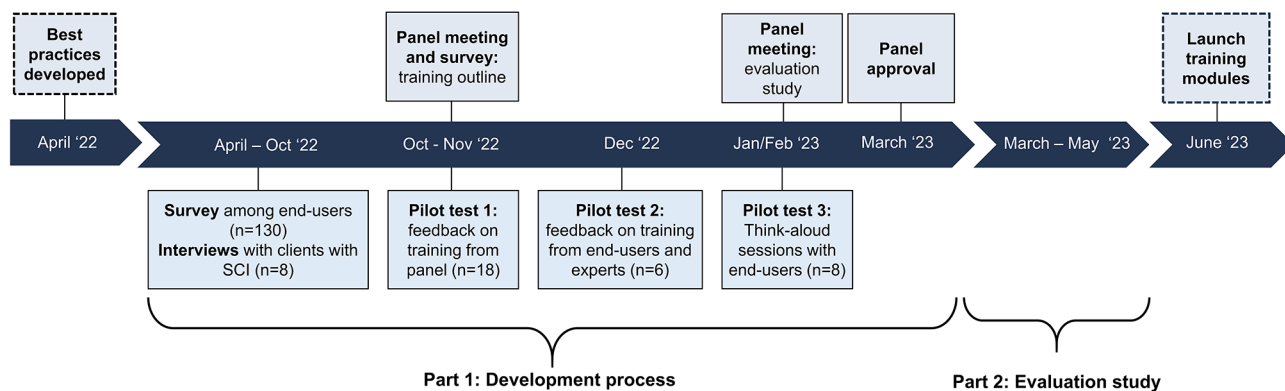 Best
practices
developed
Panel meeting
and survey:
training outline
Panel
meeting:
evaluation
study
Panel
approval
Launch
training
modules
April ‘22
April – Oct ‘22
Oct - Nov ‘22
Dec ‘22
Jan/Feb ‘23
March ‘23
March – May ‘23
June ‘23
Survey among end-users
(n=130)
Interviews with clients with
SCI (n=8)
Pilot test 1:
feedback on
training from
panel (n=18)
Pilot test 2:
feedback on training
from end-users and
experts (n=6)
Pilot test 3:
Think-aloud
sessions with
end-users (n=8)
Part 1: Development process
Part 2: Evaluation study